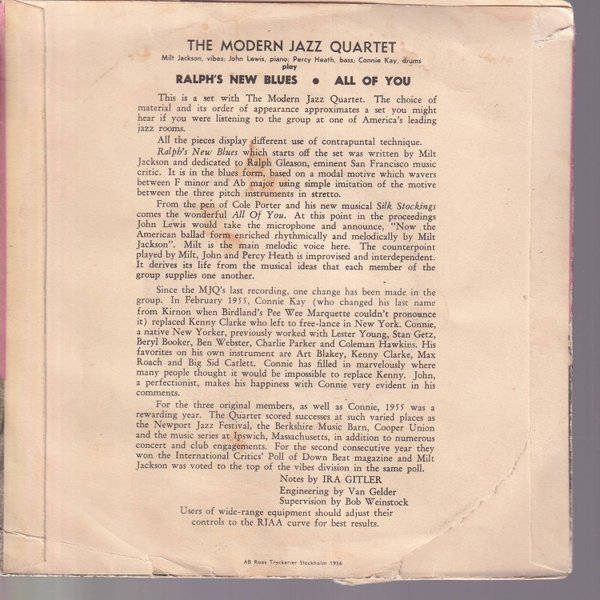 THE MODERN JAZZ QUARTET
Milt Jackson, vibes; John Lewis, piano; Percy Heath, bass; Connie Kay, drums
play
RALPH'S NEW BLUES • ALL OF YOU
This is a set with The Modern Jazz Quartet. The choice of
material and its order of appearance approximates a set you might
hear if you were listening to the group at one of America's leading
jazz rooms.
All the pieces display different use of contrapuntal technique.
Ralph's New Blues which starts off the set was written by Milt
Jackson and dedicated to Ralph Gleason, eminent San Francisco music
critic. It is in the blues form, based on a modal motive which wavers
between F minor and Ab major using simple imitation of the motive
between the three pitch instruments in stretto.
From the pen of Cole Porter and his new musical Silk Stockings
comes the wonderful All Of You. At this point in the proceedings
John Lewis would take the microphone and announce, "Now the
American ballad form enriched rhythmically and melodically by Milt
Jackson". Milt is the main melodic voice here. The counterpoint
played by Milt, John and Percy Heath is improvised and interdependent.
It derives its life from the musical ideas that each member of the
group supplies one another.
Since the MJQ's last recording, one change has been made in the
group. In February 1955, Connie Kay (who changed his last name
from Kirnon when Birdland's Pee Wee Marquette couldn't pronounce
it) replaced Kenny Clarke who left to free-lance in New York. Connie,
a native New Yorker, previously worked with Lester Young, Stan Getz,
Beryl Booker, Ben Webster, Charlie Parker and Coleman Hawkins. His
favorites on his own instrument are Art Blakey, Kenny Clarke, Max
Roach and Big Sid Catlett. Connie has filled in marvelously where
many people thought it would be impossible to replace Kenny. John,
a perfectionist, makes his happiness with Connie very evident in his
comments.
For the three original members, as well as Connie, 1955 was a
rewarding year. The Quartet scored successes at such varied places as
the Newport Jazz Festival, the Berkshire Music Barn, Cooper Union
and the music series at Ipswich, Massachusetts, in addition to numerous
concert and club engagements. For the second consecutive year they
won the International Critics' Poll of Down Beat magazine and Milt
Jackson was voted to the top of the vibes division in the same poll.
Notes by IRA GITLER
Engineering by Van Gelder
Supervision by Bob Weinstock
Users of wide-range equipment should adjust their
controls to the RIAA curve for best results.
AB Roos Tryckerier Stockholm 1956